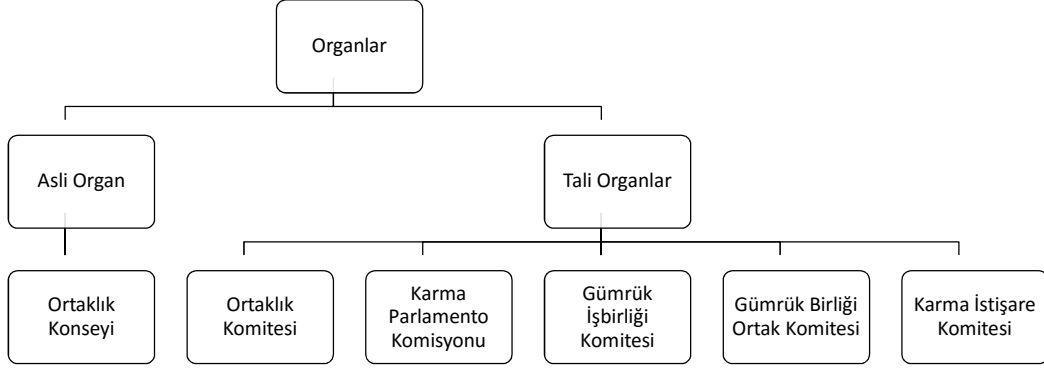 Organlar
Asli Organ
Tali Organlar
Ortaklık
Konseyi
Ortaklık
Komitesi
Karma
Parlamento
Komisyonu
Gümrük
İşbirliği
Komitesi
Gümrük Birliği
Ortak Komitesi
Karma İstişare
Komitesi